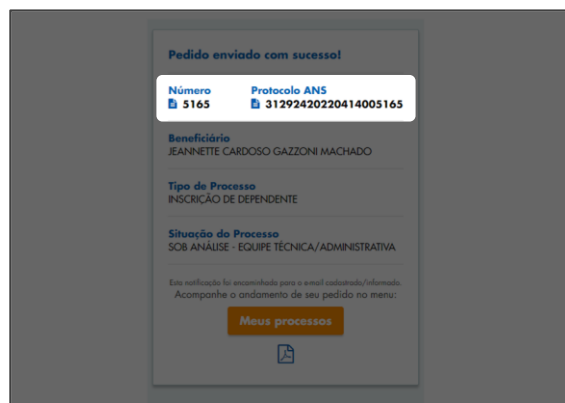 Pedido enviado com sucesso!
Número Protocolo ANS
5165 31292420220414005165
Beneficiário
JEANNETTE CARDOSO GAZZONI MACHADO
Tipo de Processo
INSCRIÇÃO DE DEPENDENTE
Situação do Processo
SOB ANÁLISE - EQUIPE TÉCNICA/ADMINISTRATIVA
Esta notificação foi encaminhada para o e-mail cadastrado/informado.
Acompanhe o andamento de seu pedido no menu:
Meus processos